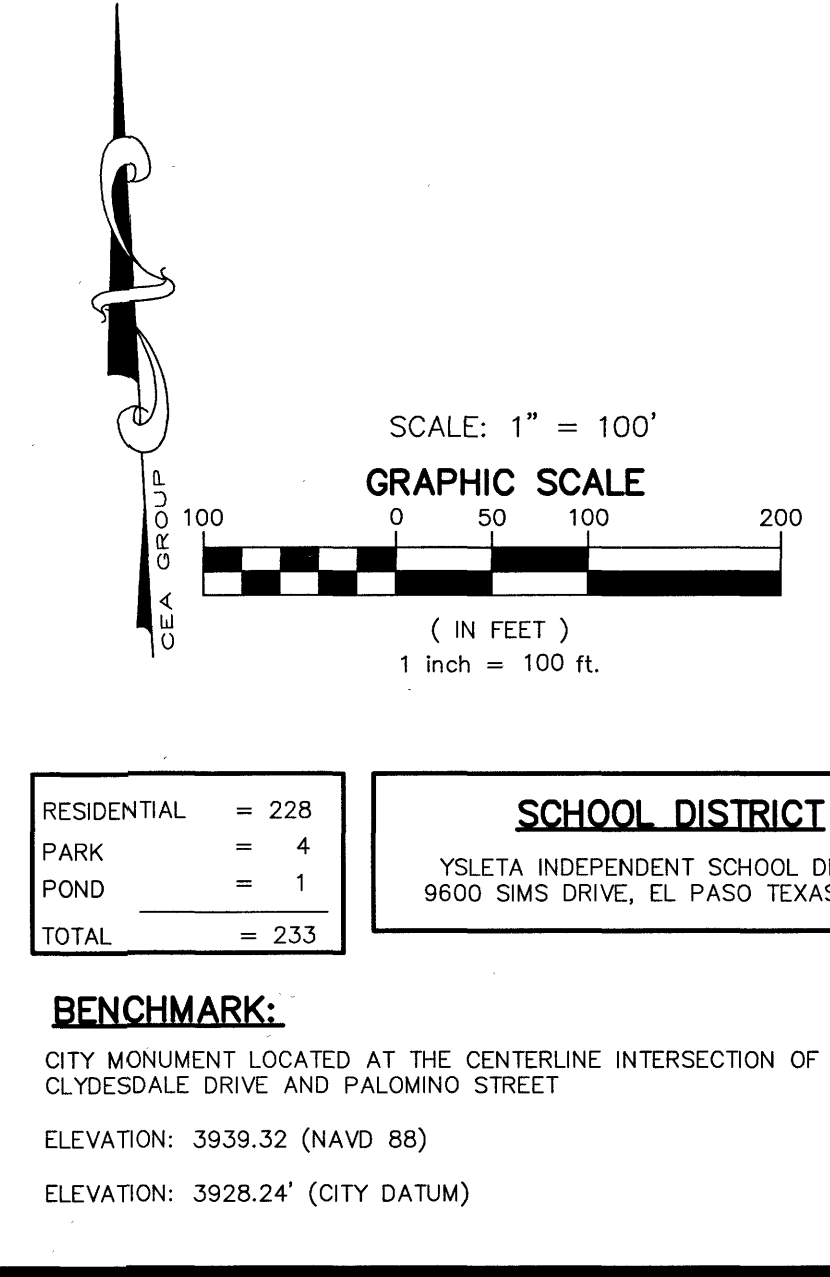 CEA GROUP
SCALE: 1” = 100'
GRAPHIC SCALE
100 0 50 100 200
( IN FEET )
1 inch = 100 ft.
RESIDENTIAL = 228
PARK = 4
POND = 1
TOTAL = 233
SCHOOL DISTRICT
YSLETA INDEPENDENT SCHOOL
9600 SIMS DRIVE, EL PASO TEXAS
BENCHMARK:
CITY MONUMENT LOCATED AT THE CENTERLINE INTERSECTION OF
CLYDESDALE DRIVE AND PALOMINO STREET
ELEVATION: 3939.32 (NAVD 88)
ELEVATION: 3928.24' (CITY DATUM)